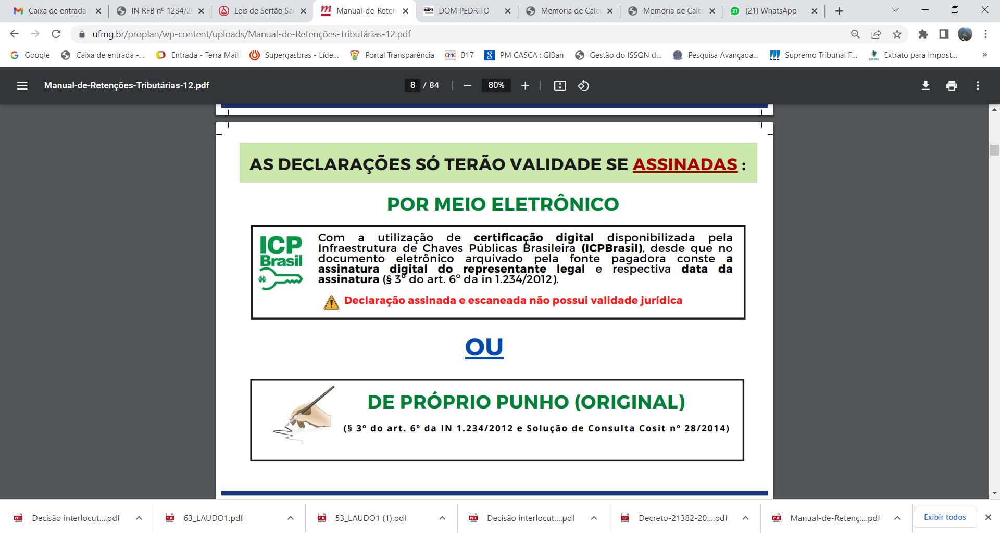 Caixa de entrada
IN RFB nº 1234/20
Leis de Sertão San
Manual-de-Reten
DOM PEDRITO
Memoria de Calc
Memoria de Calc
(21) WhatsApp
ufmg.br/proplan/wp-content/uploads/Manual-de-Retenções-Tributárias-12.pdf
Google
Caixa de entrada -...
Entrada - Terra Mail
Supergasbras - Líde...
Portal Transparência
B17
PM CASCA : GIBan
Gestão do ISSQN d...
Pesquisa Avançada...
Supremo Tribunal F...
Extrato para Impost...
»
Manual-de-Retenções-Tributárias-12.pdf
8 / 84
80%
AS DECLARAÇÕES SÓ TERÃO VALIDADE SE ASSINADAS :
POR MEIO ELETRÔNICO
ICP
Brasil
Com a utilização de certificação digital disponibilizada pela
Infraestrutura de Chaves Públicas Brasileira (ICPBrasil), desde que no
documento eletrônico arquivado pela fonte pagadora conste a
assinatura digital do representante legal e respectiva data da
assinatura (§ 3º do art. 6º da in 1.234/2012).
Declaração assinada e escaneada não possui validade jurídica
OU
DE PRÓPRIO PUNHO (ORIGINAL)
(§ 3º do art. 6º da IN 1.234/2012 e Solução de Consulta Cosit nº 28/2014)
Decisão interlocut....pdf
63_LAUDO1.pdf
53_LAUDO1 (1).pdf
Decisão interlocut....pdf
Decreto-21382-20....pdf
Manual-de-Retenç....pdf
Exibir todos